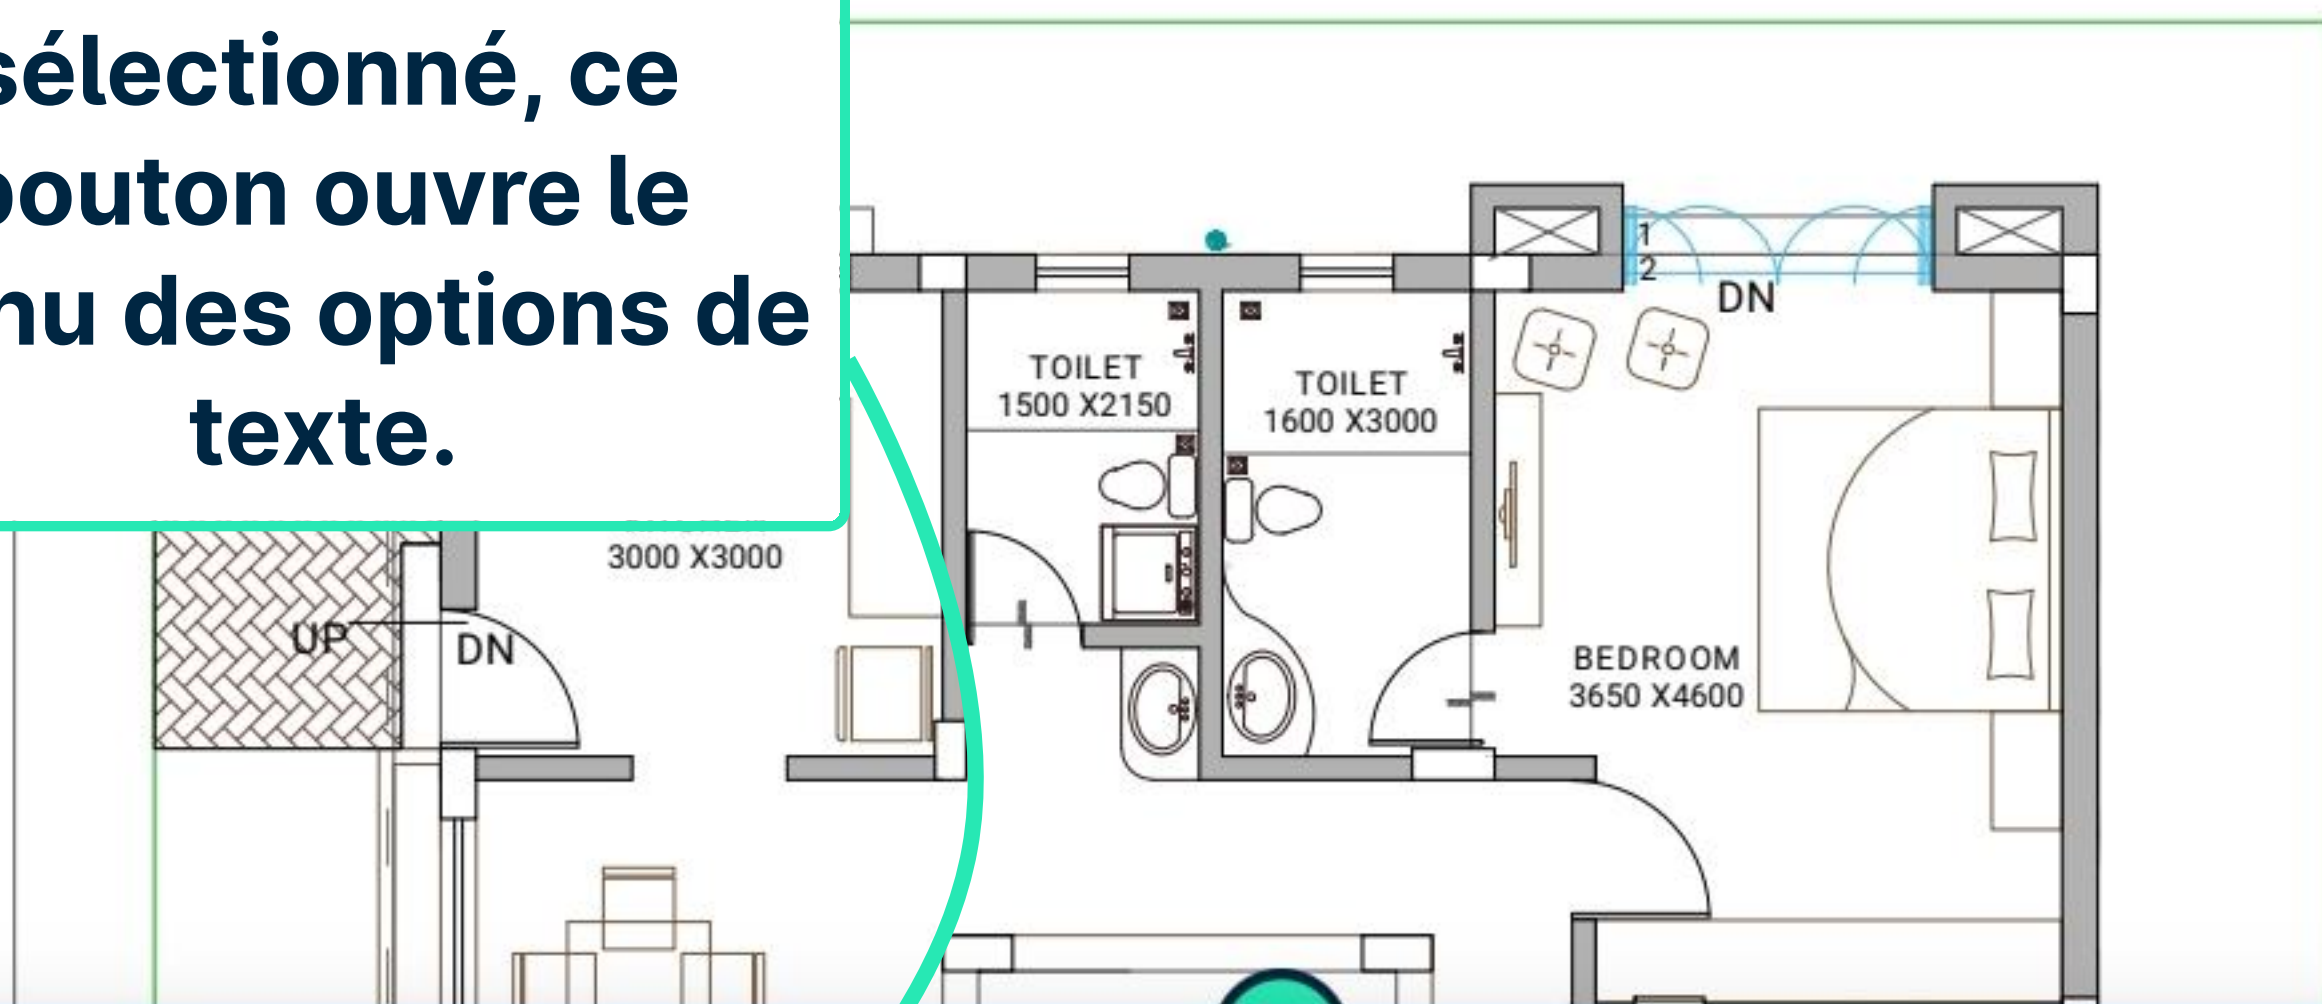 sélectionné, ce
bouton ouvre le
nu des options de
texte.
1
2
DN
TOILET
1500 X2150
TOILET
1600 X3000
3000 X3000
UP
DN
BEDROOM
3650 X4600